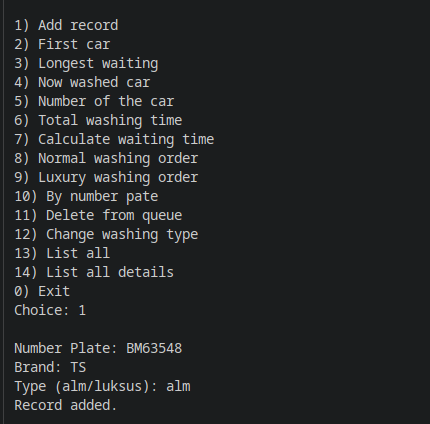 1) Add record
2) First car
3) Longest waiting
4) Now washed car
5) Number of the car
6) Total washing time
7) Calculate waiting time
8) Normal washing order
9) Luxury washing order
10) By number pate
11) Delete from queue
12) Change washing type
13) List all
14) List all details
0) Exit
Choice: 1

Number Plate: BM63548
Brand: TS
Type (alm/luksus): alm
Record added.